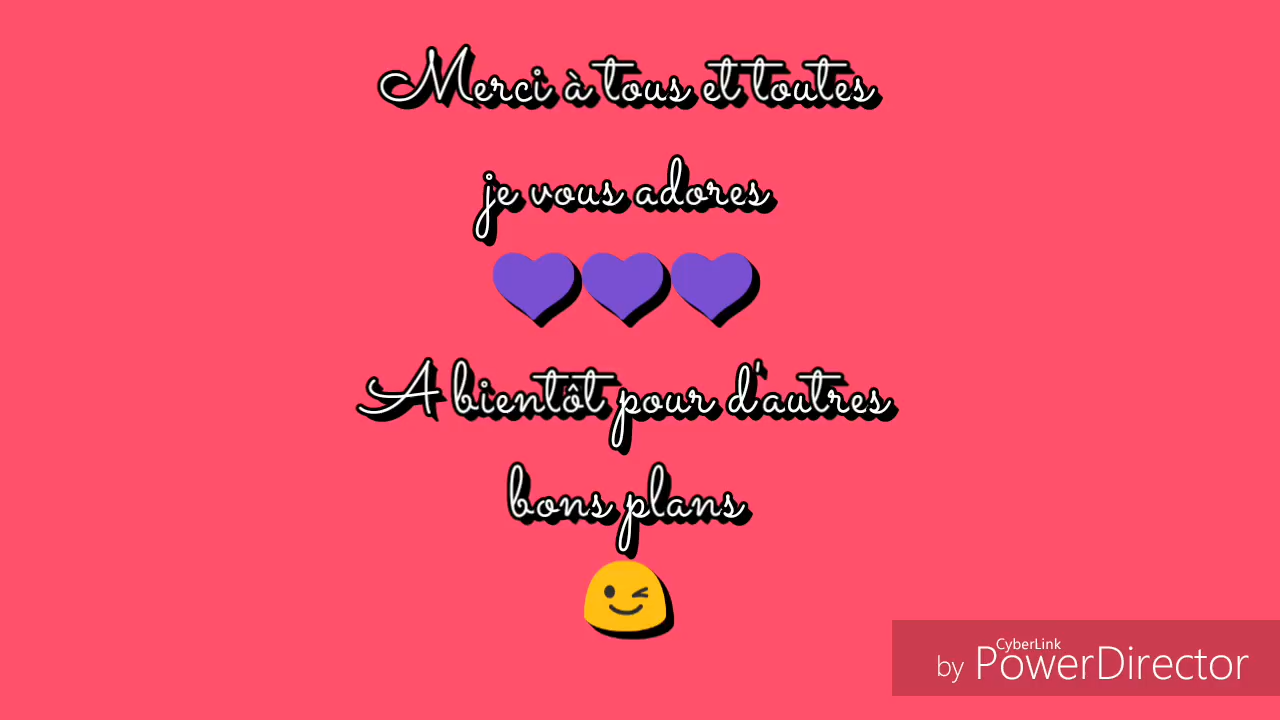 Merci à tous et toutes
je vous adores
💜💜💜
A bientôt pour d'autres
bons plans
😉
CyberLink
by PowerDirector